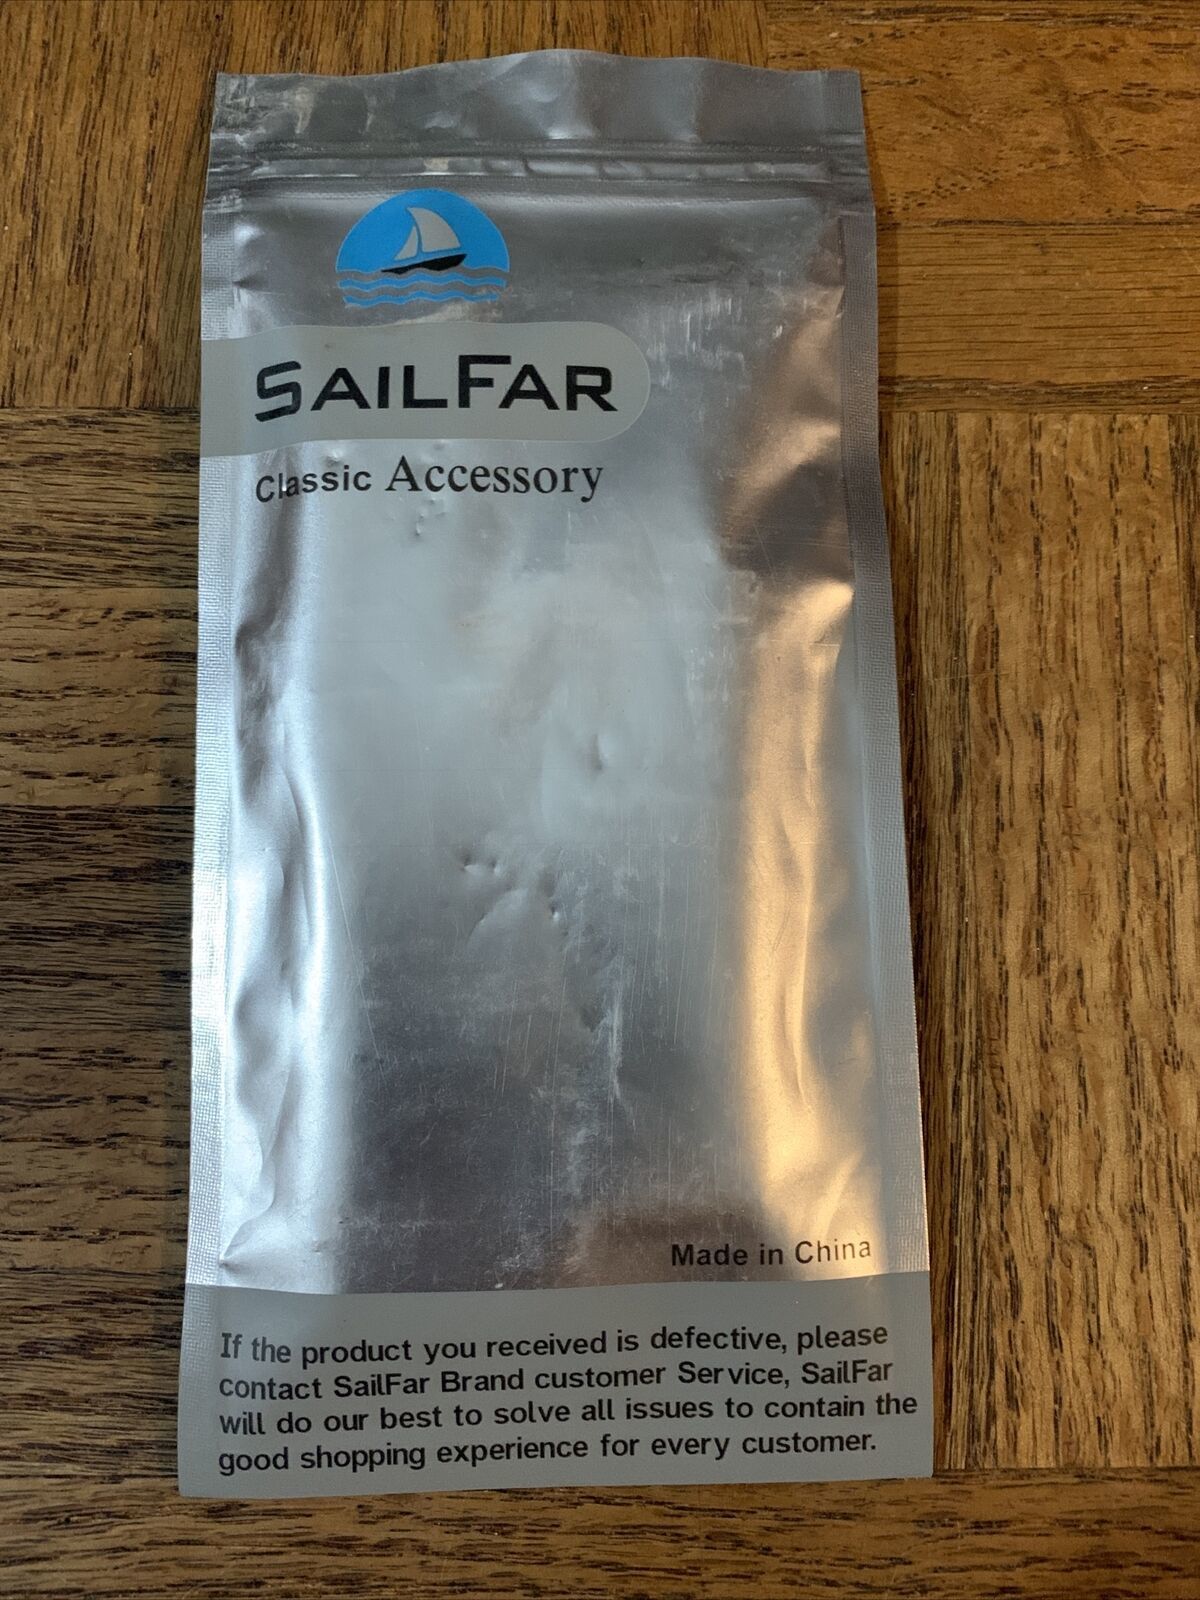 SAILFAR
Classic Accessory
Made in China
If the product you received is defective, please
contact SailFar Brand customer Service, SailFar
will do our best to solve all issues to contain the
good shopping experience for every customer.